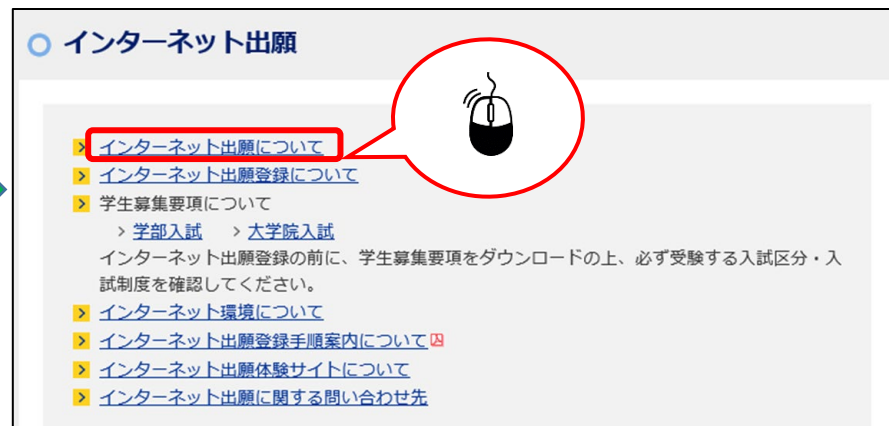 インターネット出願
インターネット出願について
インターネット出願登録について
学生募集要項について
> 学部入試 > 大学院入試
インターネット出願登録の前に、学生募集要項をダウンロードの上、必ず受験する入試区分・入
試制度を確認してください。
インターネット環境について
インターネット出願登録手順案内について
インターネット出願体験サイトについて
インターネット出願に関する問い合わせ先